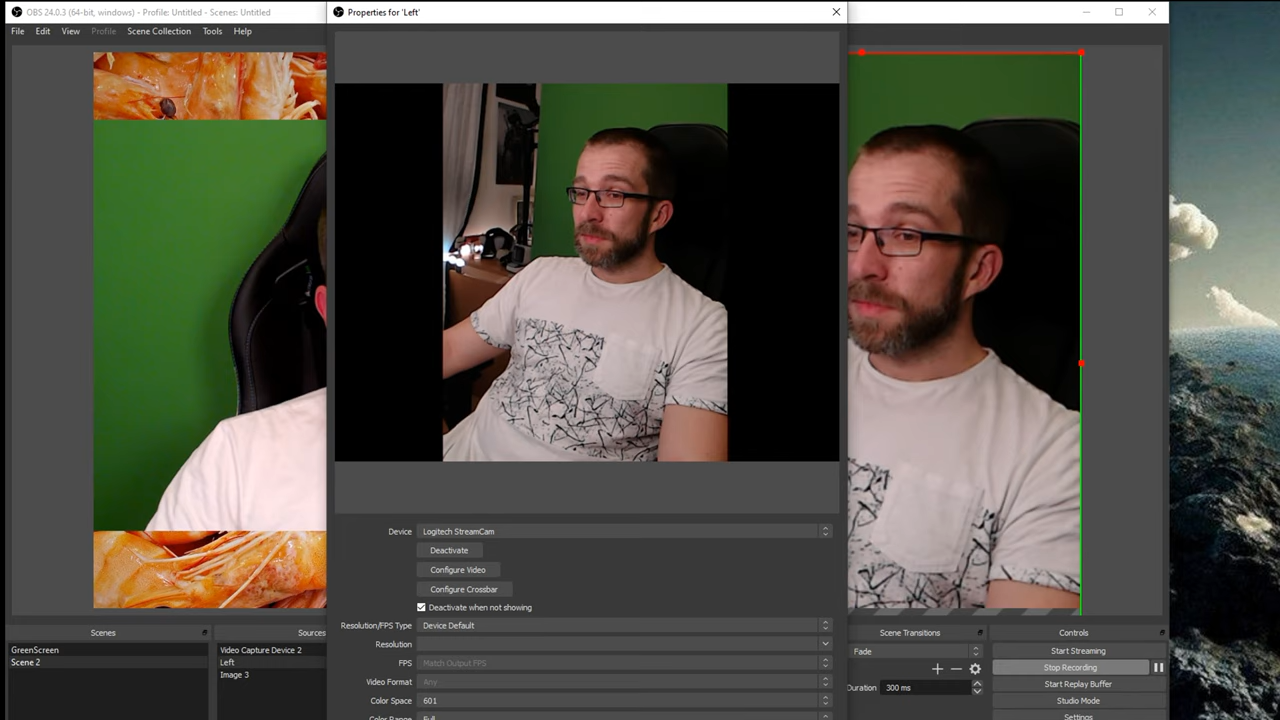 OBS 24.0.3 (64-bit, windows) - Profile: Untitled - Scenes: Untitled
File Edit View Profile Scene Collection Tools Help
Properties for 'Left'
Device Logitech StreamCam
Deactivate
Configure Video
Configure Crossbar
Deactivate when not showing
Resolution/FPS Type Device Default
Resolution
FPS Match Output FPS
Video Format Any
Color Space 601
Color Range Full
Scenes
GreenScreen
Scene 2
Sources
Video Capture Device 2
Left
Image 3
Scene Transitions
Fade
Duration 300 ms
Controls
Start Streaming
Stop Recording
Start Replay Buffer
Studio Mode
Settings